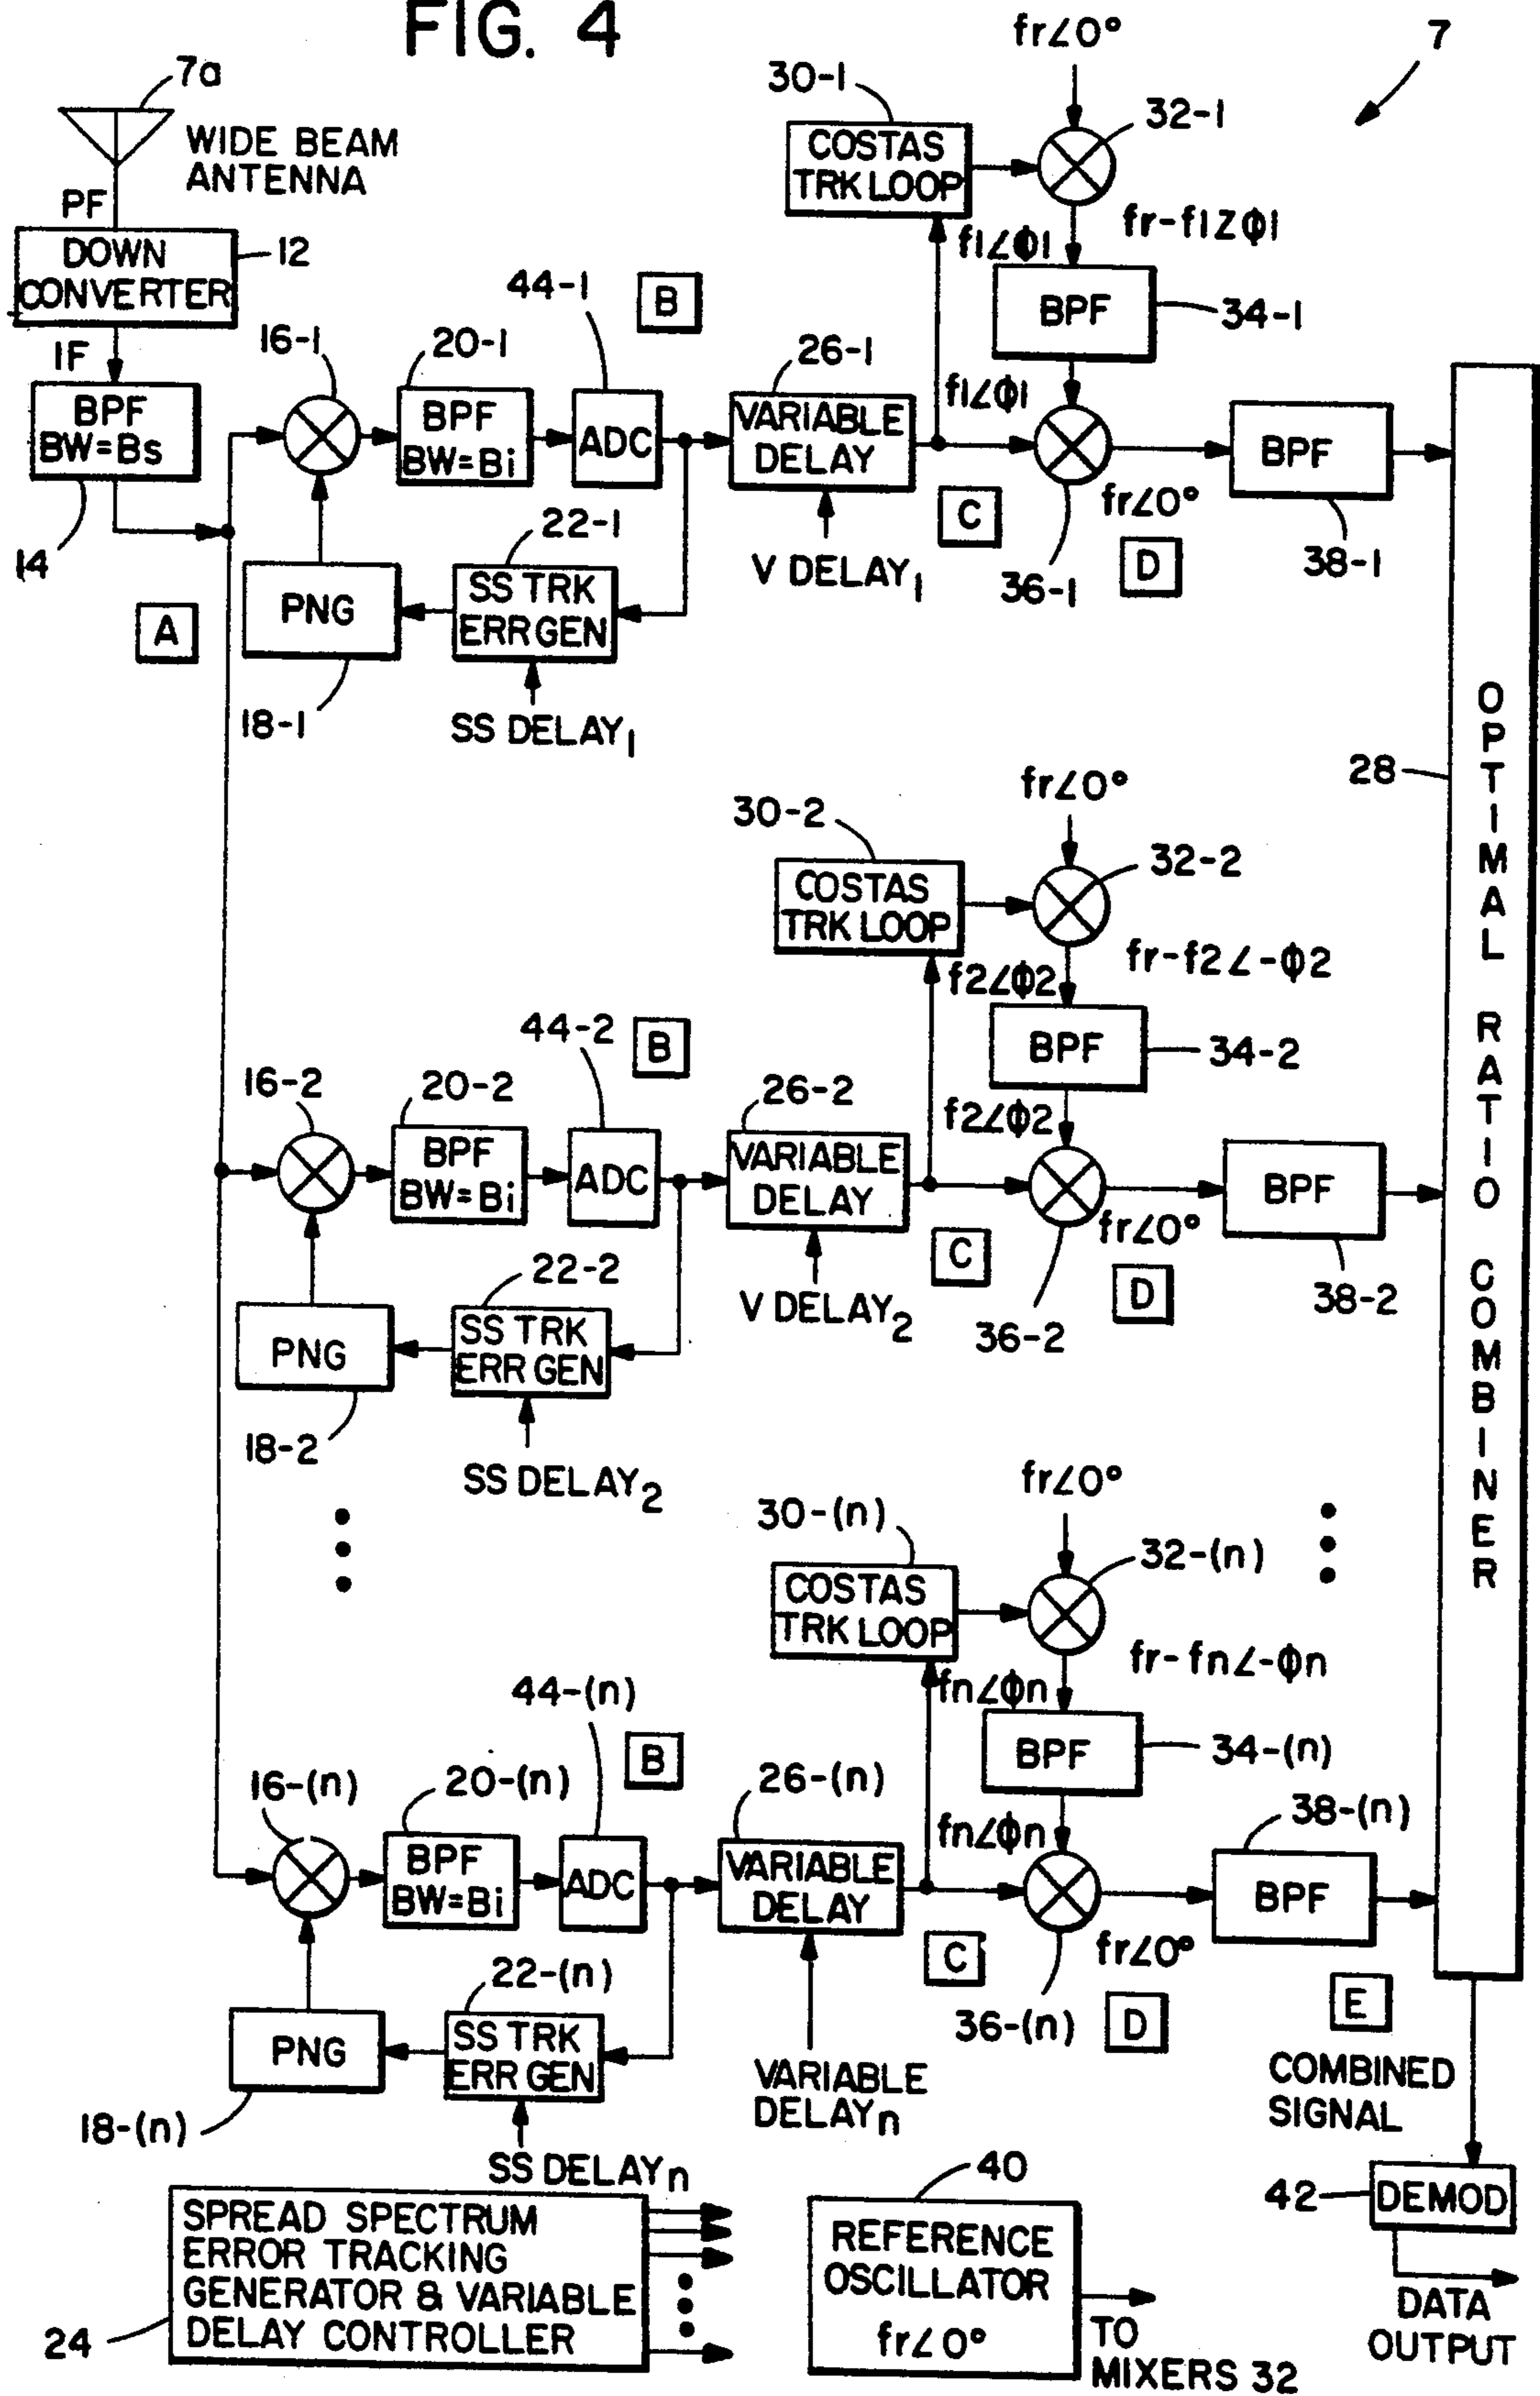 FIG. 4
7a
WIDE BEAM
ANTENNA
PF
DOWN
CONVERTER
12
IF
BPF
BW=Bs
14
A
7
fr∠0°
30-1
COSTAS
TRK LOOP
32-1
fr-f1Z φ1
f1∠φ1
BPF
34-1
16-1
20-1
BPF
BW=Bi
44-1
B
ADC
26-1
VARIABLE
DELAY
f1∠φ1
BPF
C
fr∠0°
36-1
D
38-1
V DELAY1
22-1
SS TRK
ERR GEN
PNG
18-1
SS DELAY1
28
OPTIMAL RATIO COMBINER
fr∠0°
30-2
COSTAS
TRK LOOP
32-2
fr-f2∠-φ2
f2∠φ2
BPF
34-2
16-2
20-2
BPF
BW=Bi
44-2
B
ADC
26-2
VARIABLE
DELAY
f2∠φ2
BPF
C
fr∠0°
36-2
D
38-2
V DELAY2
22-2
SS TRK
ERR GEN
PNG
18-2
SS DELAY2
fr∠0°
30-(n)
COSTAS
TRK LOOP
32-(n)
fr-fn∠-φn
fn∠φn
BPF
34-(n)
16-(n)
20-(n)
BPF
BW=Bi
44-(n)
B
ADC
26-(n)
VARIABLE
DELAY
fn∠φn
38-(n)
BPF
C
fr∠0°
36-(n)
D
E
22-(n)
SS TRK
ERR GEN
PNG
18-(n)
SS DELAYn
VARIABLE
DELAYn
COMBINED
SIGNAL
42
DEMOD
DATA
OUTPUT
SPREAD SPECTRUM
ERROR TRACKING
GENERATOR & VARIABLE
DELAY CONTROLLER
24
40
REFERENCE
OSCILLATOR
fr∠0°
TO
MIXERS 32